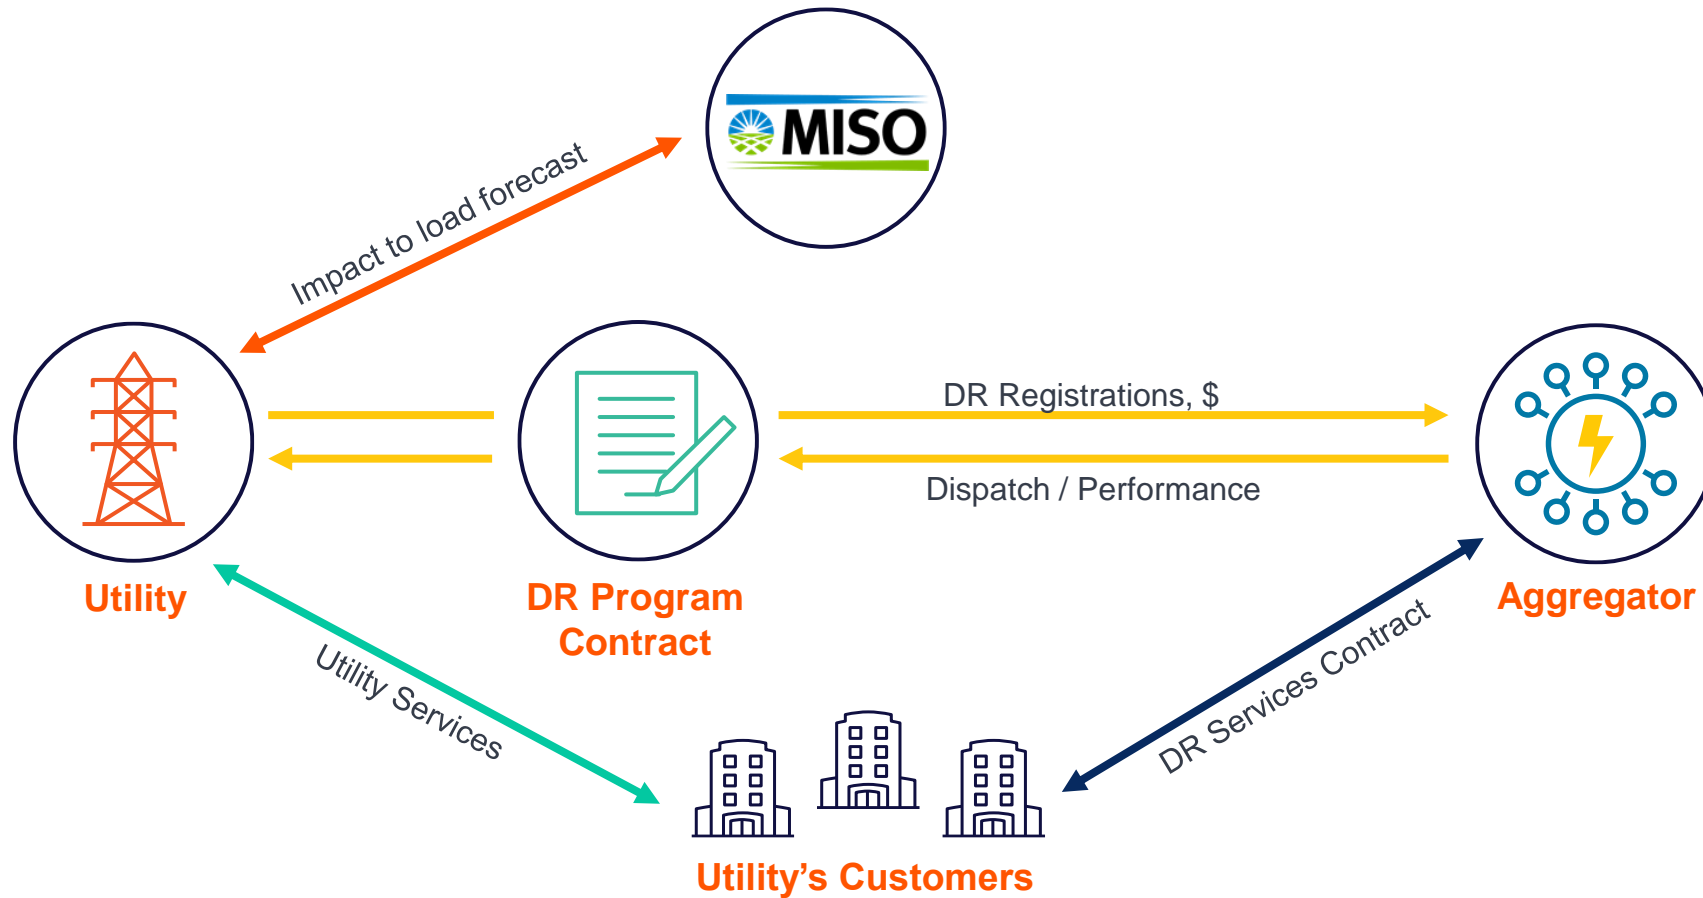 MISO
Impact to load forecast
DR Registrations, $
Dispatch / Performance
Utility
DR Program
Contract
Aggregator
Utility Services
DR Services Contract
Utility’s Customers